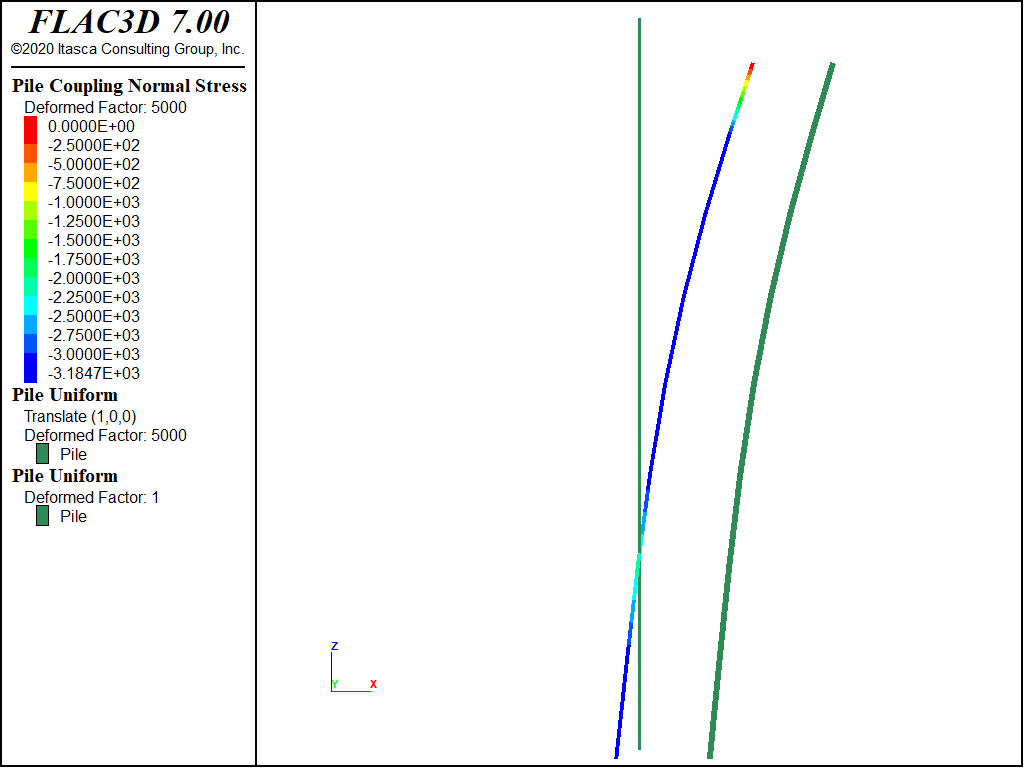 FLAC3D 7.00
©2020 Itasca Consulting Group, Inc.
Pile Coupling Normal Stress
Deformed Factor: 5000
0.0000E+00
-2.5000E+02
-5.0000E+02
-7.5000E+02
-1.0000E+03
-1.2500E+03
-1.5000E+03
-1.7500E+03
-2.0000E+03
-2.2500E+03
-2.5000E+03
-2.7500E+03
-3.0000E+03
-3.1847E+03
Pile Uniform
Translate (1,0,0)
Deformed Factor: 5000
Pile
Pile Uniform
Deformed Factor: 1
Pile
Z
Y X